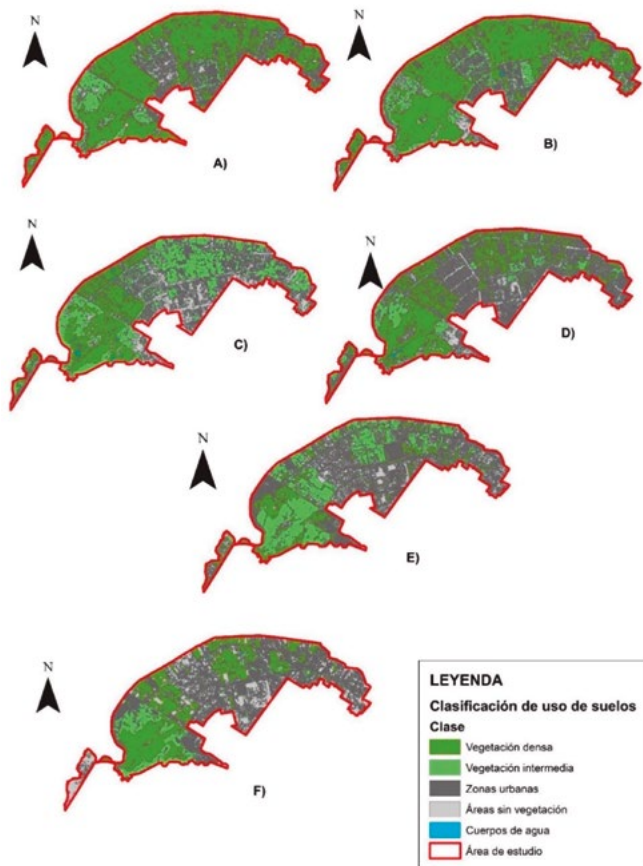 N
N
A)
B)
N
N
C)
D)
N
E)
N
F)
LEYENDA
Clasificación de uso de suelos
Clase
Vegetación densa
Vegetación intermedia
Zonas urbanas
Áreas sin vegetación
Cuerpos de agua
Área de estudio